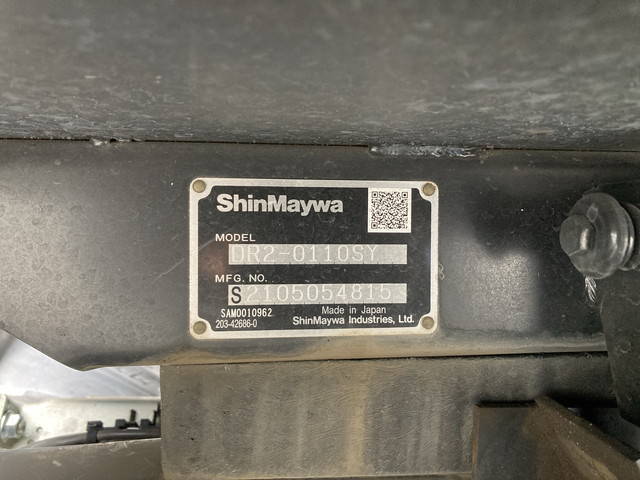 ShinMaywa
MODEL
DR2-0110SY
MFG. NO.
S2105054815
SAM0010962
Made in Japan
203-42686-0
ShinMaywa Industries, Ltd.